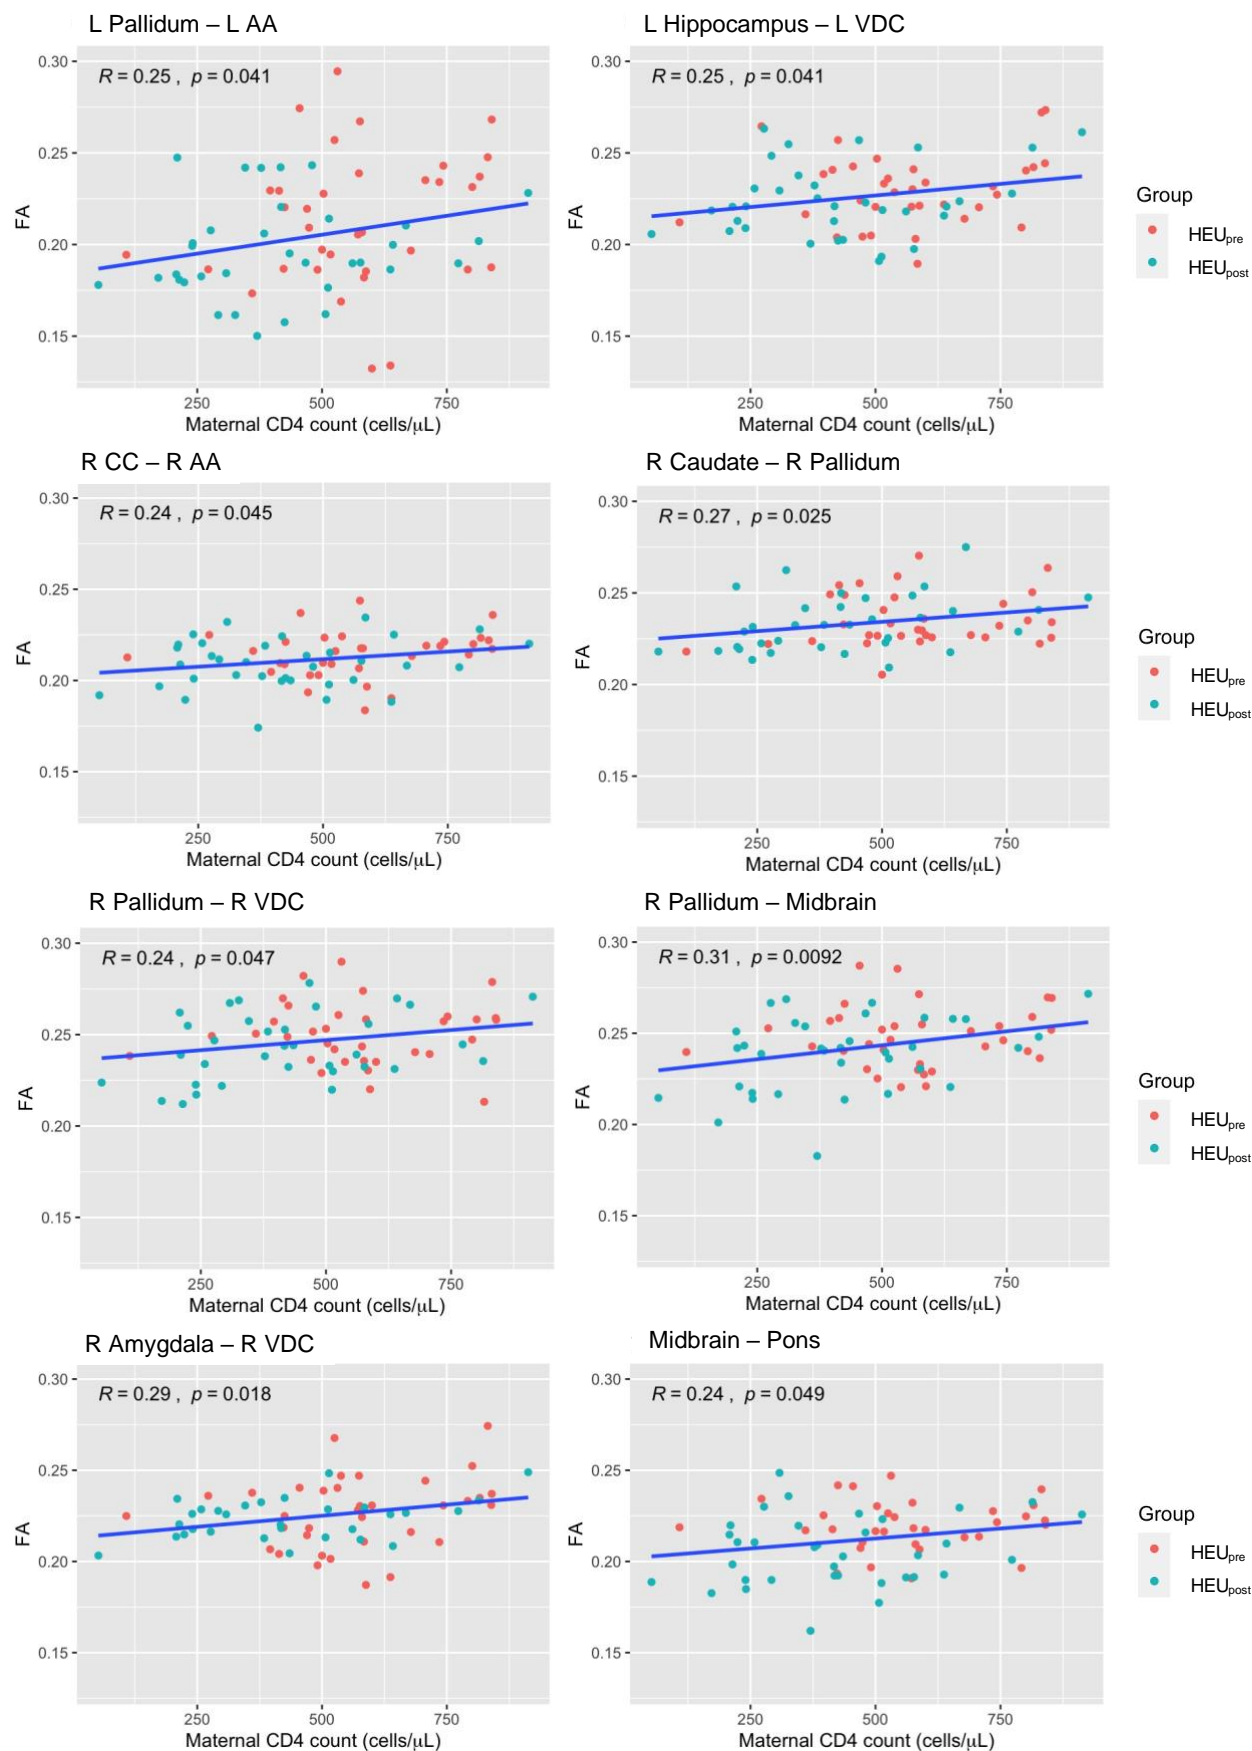 L Pallidum – L AA
R = 0.25 , p = 0.041
0.30
0.25
0.20
0.15
FA
250 500 750
Maternal CD4 count (cells/μL)
L Hippocampus – L VDC
R = 0.25 , p = 0.041
0.30
0.25
0.20
0.15
FA
250 500 750
Maternal CD4 count (cells/μL)
Group
HEUpre
HEUpost
R CC – R AA
R = 0.24 , p = 0.045
0.30
0.25
0.20
0.15
FA
250 500 750
Maternal CD4 count (cells/μL)
R Caudate – R Pallidum
R = 0.27 , p = 0.025
0.30
0.25
0.20
0.15
FA
250 500 750
Maternal CD4 count (cells/μL)
Group
HEUpre
HEUpost
R Pallidum – R VDC
R = 0.24 , p = 0.047
0.30
0.25
0.20
0.15
FA
250 500 750
Maternal CD4 count (cells/μL)
R Pallidum – Midbrain
R = 0.31 , p = 0.0092
0.30
0.25
0.20
0.15
FA
250 500 750
Maternal CD4 count (cells/μL)
Group
HEUpre
HEUpost
R Amygdala – R VDC
R = 0.29 , p = 0.018
0.30
0.25
0.20
0.15
FA
250 500 750
Maternal CD4 count (cells/μL)
Midbrain – Pons
R = 0.24 , p = 0.049
0.30
0.25
0.20
0.15
FA
250 500 750
Maternal CD4 count (cells/μL)
Group
HEUpre
HEUpost